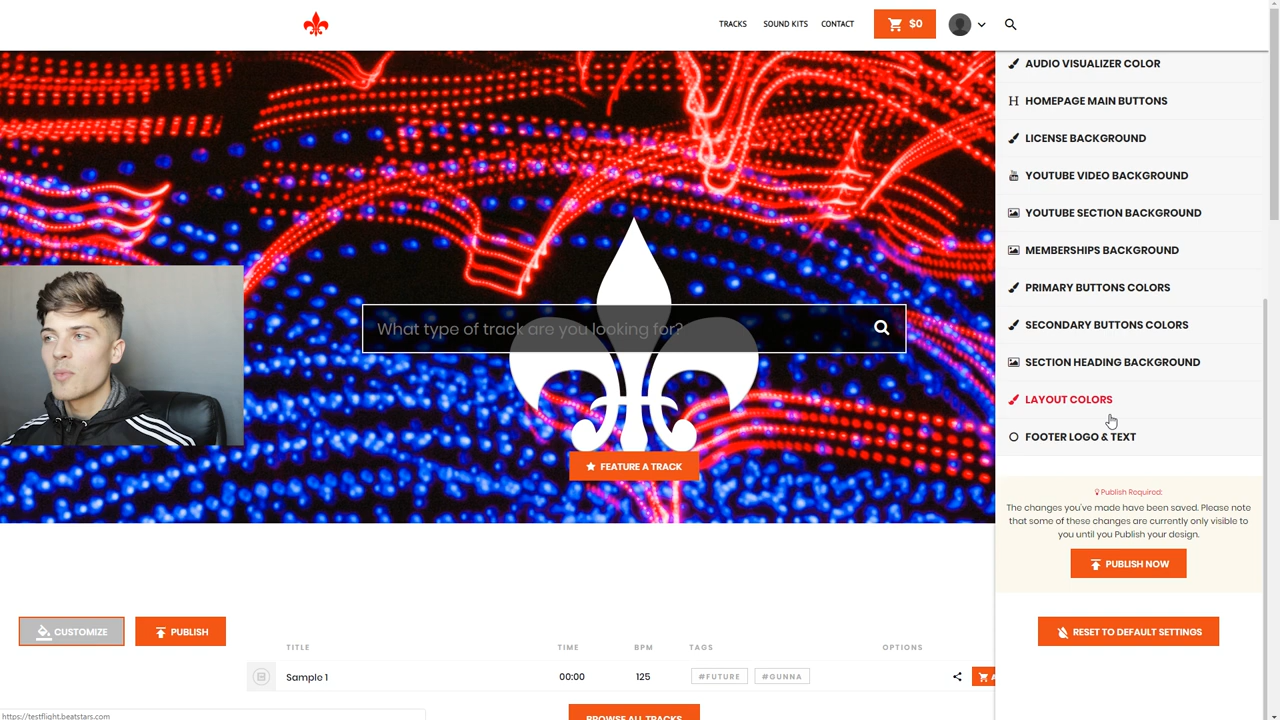 TRACKS
SOUND KITS
CONTACT
$0
AUDIO VISUALIZER COLOR
HOMEPAGE MAIN BUTTONS
LICENSE BACKGROUND
YOUTUBE VIDEO BACKGROUND
YOUTUBE SECTION BACKGROUND
MEMBERSHIPS BACKGROUND
PRIMARY BUTTONS COLORS
SECONDARY BUTTONS COLORS
SECTION HEADING BACKGROUND
LAYOUT COLORS
FOOTER LOGO & TEXT
Publish Required:
The changes you've made have been saved. Please note
that some of these changes are currently only visible to
you until you Publish your design.
PUBLISH NOW
RESET TO DEFAULT SETTINGS
What type of track are you looking for?
FEATURE A TRACK
CUSTOMIZE
PUBLISH
TITLE TIME BPM TAGS OPTIONS
Sample 1 00:00 125 #FUTURE #GUNNA A
BROWSE ALL TRACKS
https://testflight.beatstars.com